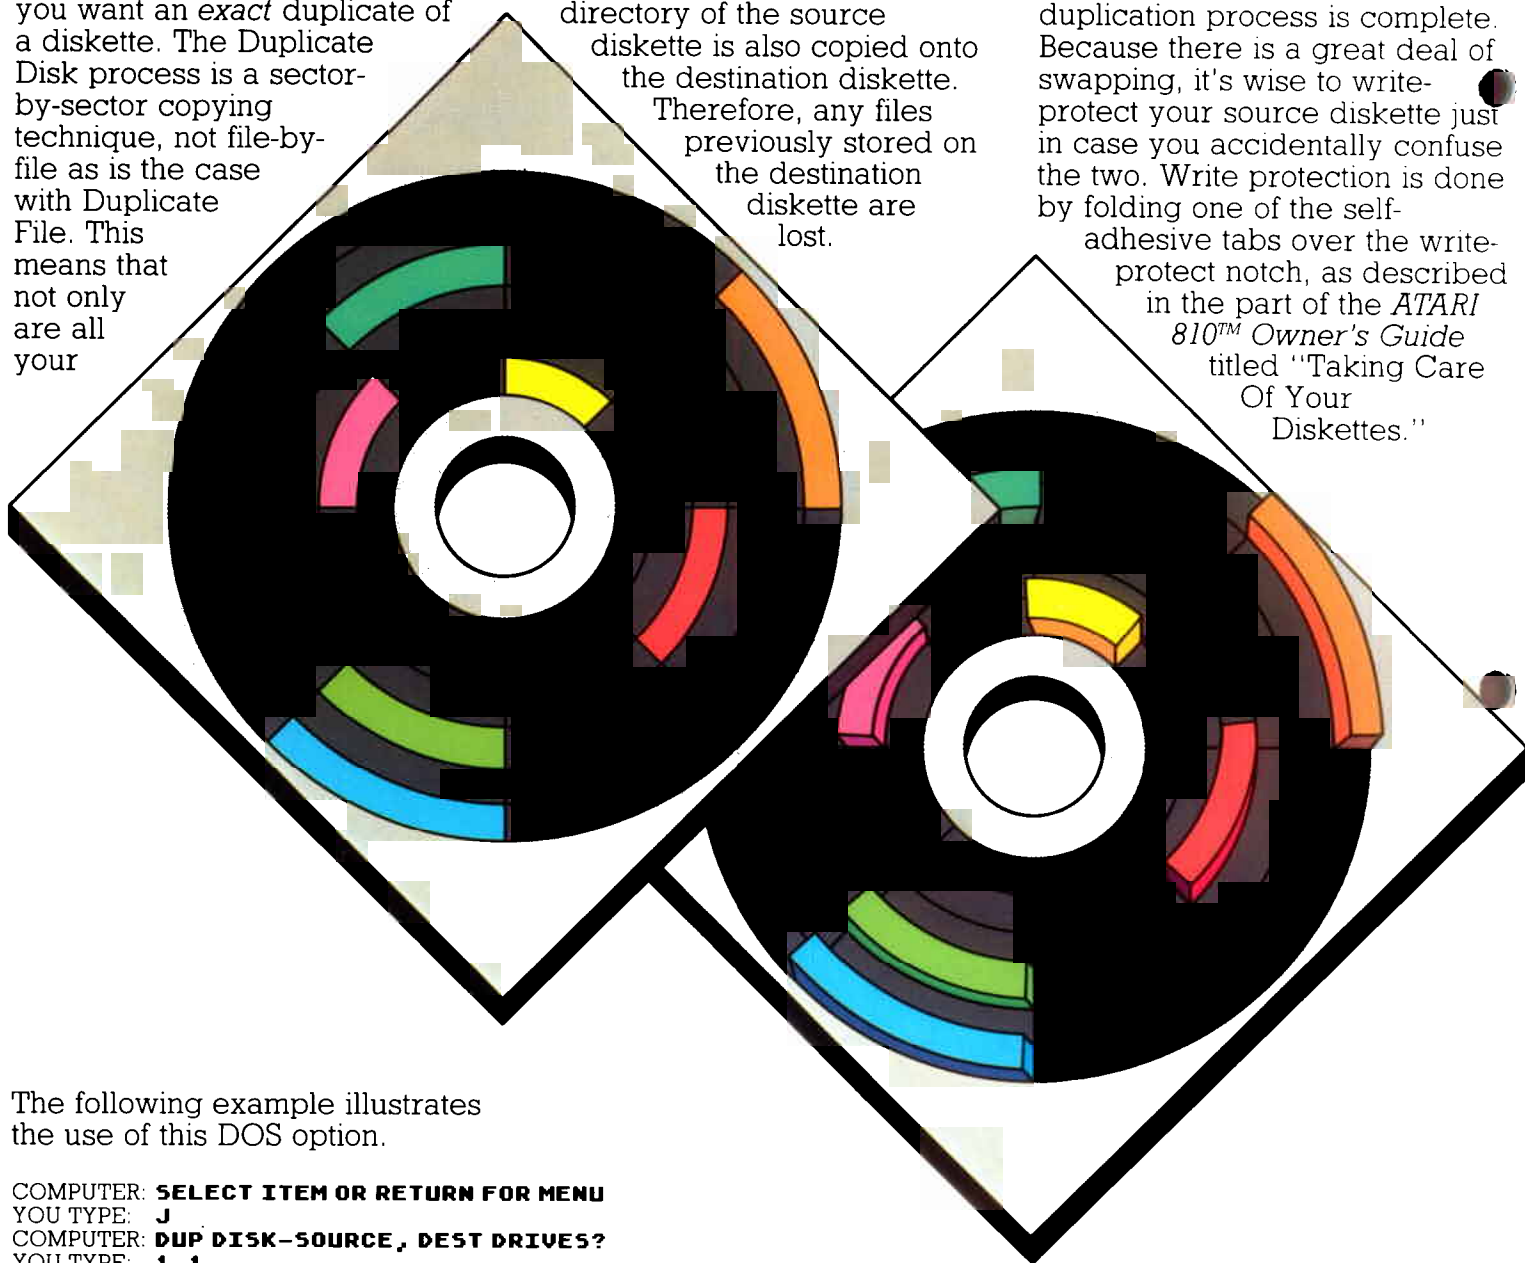 you want an exact duplicate of
a diskette. The Duplicate
Disk process is a sector-
by-sector copying
technique, not file-by-
file as is the case
with Duplicate
File. This
means that
not only
are all
your
directory of the source
diskette is also copied onto
the destination diskette.
Therefore, any files
previously stored on
the destination
diskette are
lost.
duplication process is complete.
Because there is a great deal of
swapping, it's wise to write-
protect your source diskette just
in case you accidentally confuse
the two. Write protection is done
by folding one of the self-
adhesive tabs over the write-
protect notch, as described
in the part of the ATARI
810™ Owner's Guide
titled "Taking Care
Of Your
Diskettes."
The following example illustrates
the use of this DOS option.
COMPUTER: SELECT ITEM OR RETURN FOR MENU
YOU TYPE: J
COMPUTER: DUP DISK-SOURCE, DEST DRIVES?
YOU TYPE: 1, 1